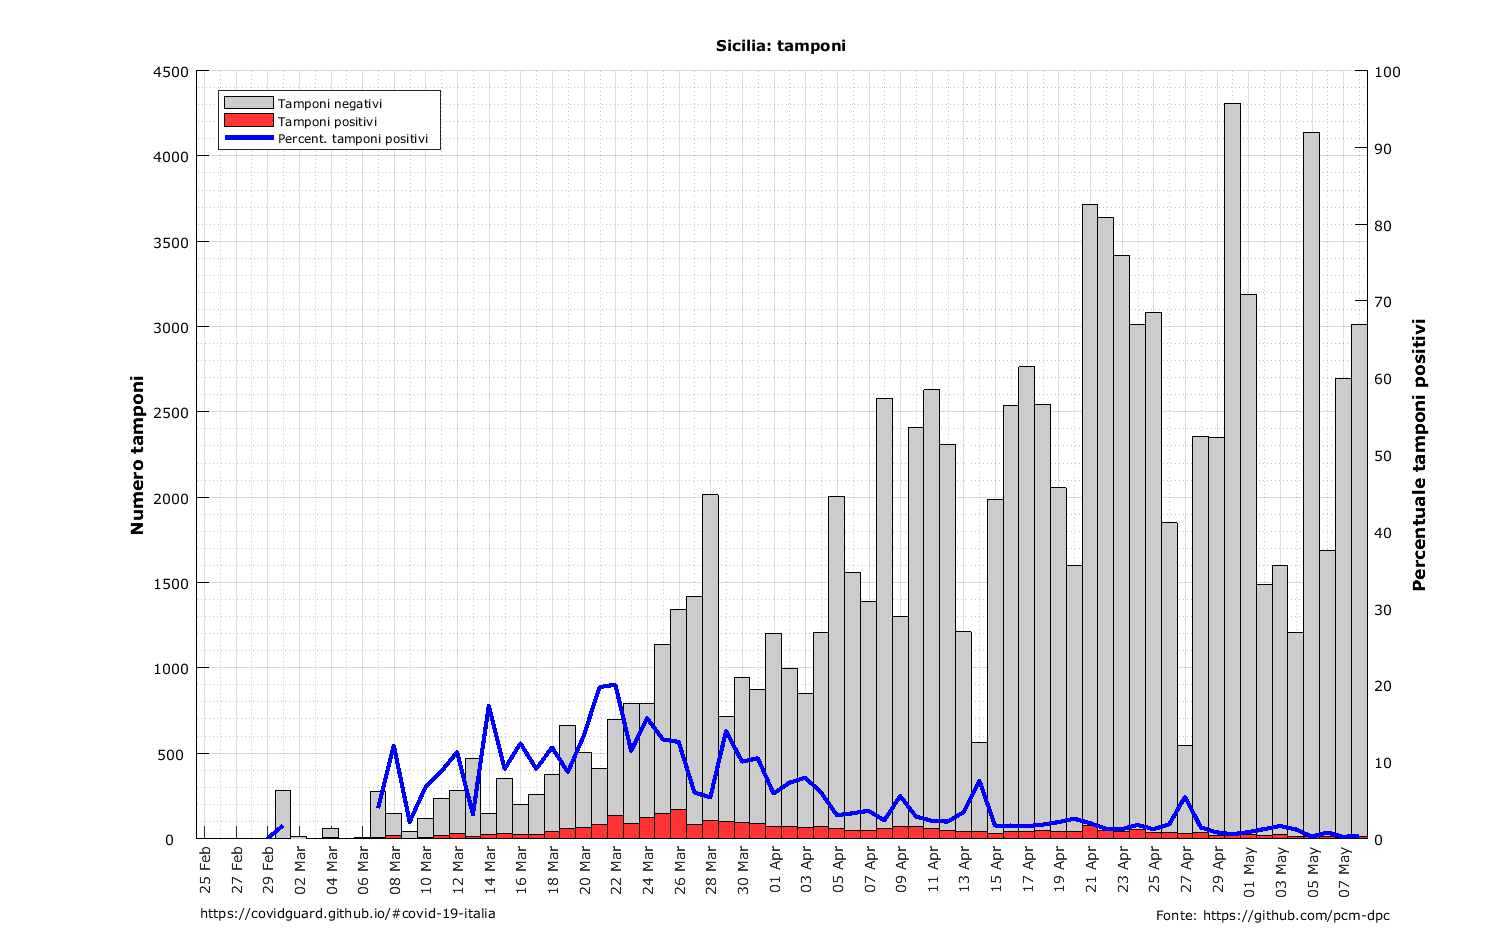 Sicilia: tamponi
Tamponi negativi
Tamponi positivi
Percent. tamponi positivi
Numero tamponi
4500
4000
3500
3000
2500
2000
1500
1000
500
0
100
90
80
70
60
50
40
30
20
10
0
Percentuale tamponi positivi
25 Feb
27 Feb
29 Feb
02 Mar
04 Mar
06 Mar
08 Mar
10 Mar
12 Mar
14 Mar
16 Mar
18 Mar
20 Mar
22 Mar
24 Mar
26 Mar
28 Mar
30 Mar
01 Apr
03 Apr
05 Apr
07 Apr
09 Apr
11 Apr
13 Apr
15 Apr
17 Apr
19 Apr
21 Apr
23 Apr
25 Apr
27 Apr
29 Apr
01 May
03 May
05 May
07 May
https://covidguard.github.io/#covid-19-italia
Fonte: https://github.com/pcm-dpc